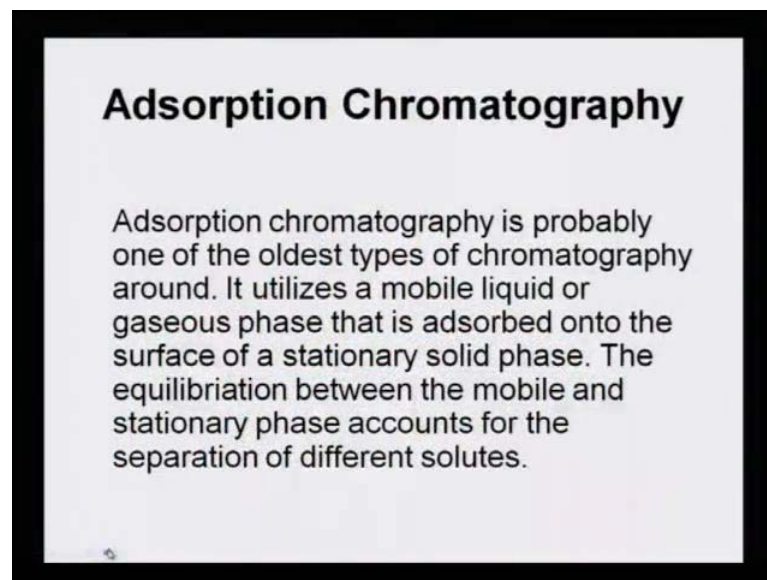 Adsorption Chromatography
Adsorption chromatography is probably
one of the oldest types of chromatography
around. It utilizes a mobile liquid or
gaseous phase that is adsorbed onto the
surface of a stationary solid phase. The
equilibriation between the mobile and
stationary phase accounts for the
separation of different solutes.